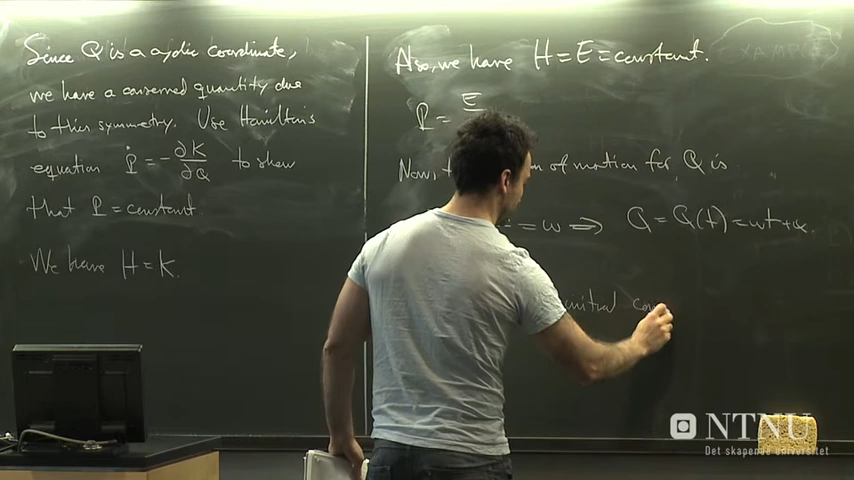 Since Q is a cyclic coordinate,
we have a conserved quantity due
to this symmetry. Use Hamilton's
equation Ṗ = -∂K/∂Q to show
that P = constant.
We have H = K.
Also, we have H = E = constant.
P = E
Now, of motion for Q is
= ω ⇒ Q = Q(t) = ωt + α.
initial con
NTNU
Det skapende universitet